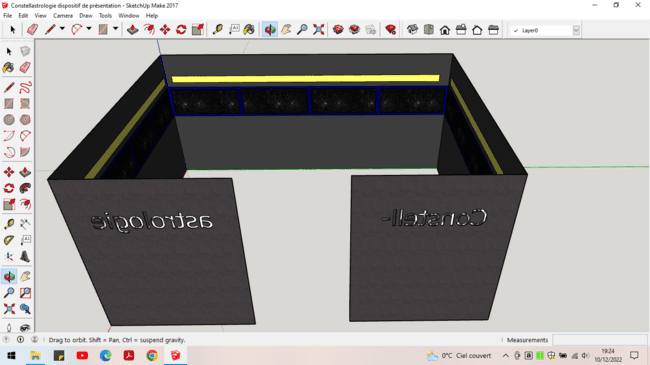 Constellastrologie dispositif de présentation - SketchUp Make 2017
File Edit View Camera Draw Tools Window Help
Layer0
astrologie
Constell-
Drag to orbit. Shift = Pan, Ctrl = suspend gravity.
Measurements
0°C Ciel couvert
19:24
10/12/2022